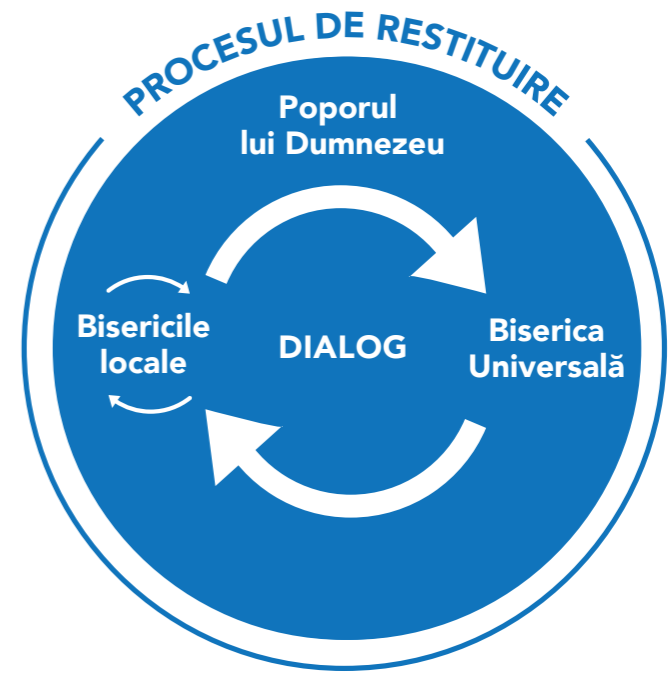 PROCESUL DE RESTITUIRE
Poporul
lui Dumnezeu
Bisericile
locale
DIALOG
Biserica
Universală